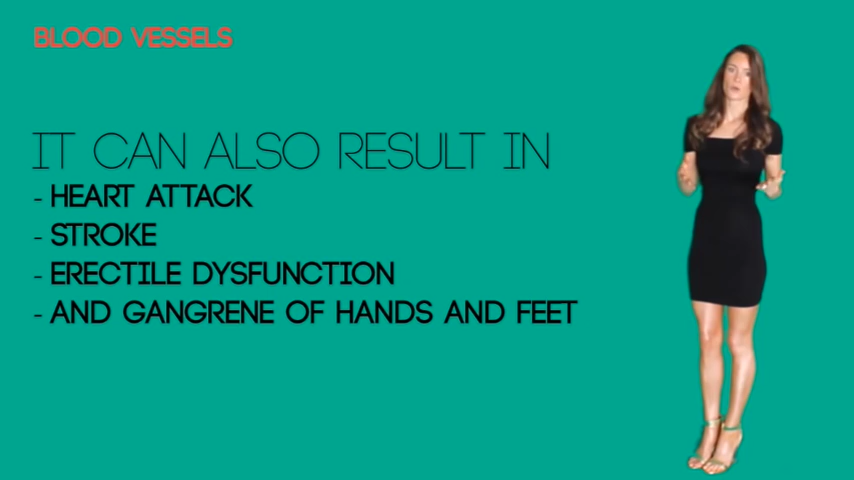 BLOOD VESSELS
IT CAN ALSO RESULT IN
- HEART ATTACK
- STROKE
- ERECTILE DYSFUNCTION
- AND GANGRENE OF HANDS AND FEET